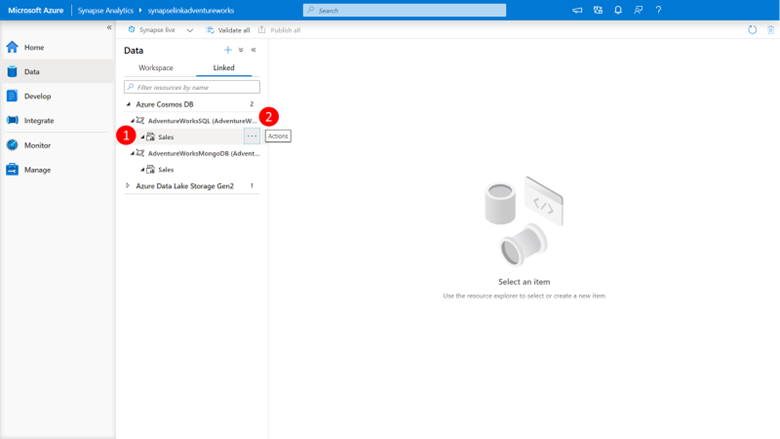 Microsoft Azure | Synapse Analytics ▸ synapselinkadventureworks
Search
?
«
Synapse live
Validate all
Publish all
Home
Data
Develop
Integrate
Monitor
Manage
Data
+
«
Workspace
Linked
Filter resources by name
Azure Cosmos DB 2
AdventureWorksSQL (AdventureW...
2
1
Sales
...
Actions
AdventureWorksMongoDB (Advent...
Sales
Azure Data Lake Storage Gen2 1
</>
Select an item
Use the resource explorer to select or create a new item